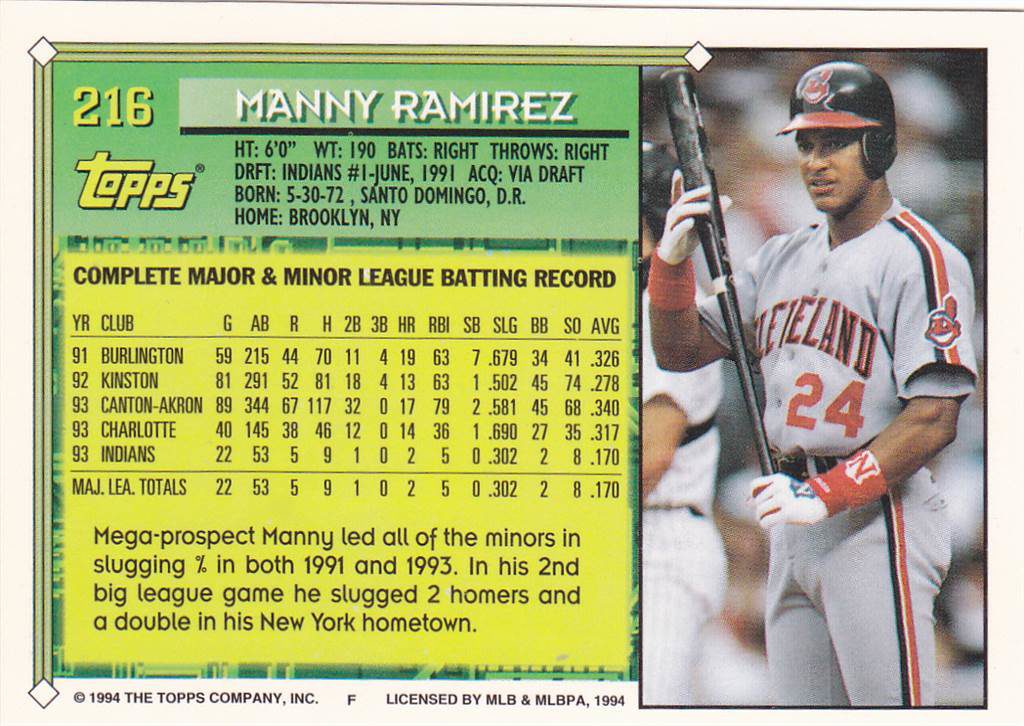 216
MANNY RAMIREZ
Topps®
HT: 6'0" WT: 190 BATS: RIGHT THROWS: RIGHT
DRFT: INDIANS #1-JUNE, 1991 ACQ: VIA DRAFT
BORN: 5-30-72 , SANTO DOMINGO, D.R.
HOME: BROOKLYN, NY
COMPLETE MAJOR & MINOR LEAGUE BATTING RECORD
YR CLUB G AB R H 2B 3B HR RBI SB SLG BB SO AVG
91 BURLINGTON 59 215 44 70 11 4 19 63 7 .679 34 41 .326
92 KINSTON 81 291 52 81 18 4 13 63 1 .502 45 74 .278
93 CANTON-AKRON 89 344 67 117 32 0 17 79 2 .581 45 68 .340
93 CHARLOTTE 40 145 38 46 12 0 14 36 1 .690 27 35 .317
93 INDIANS 22 53 5 9 1 0 2 5 0 .302 2 8 .170
MAJ. LEA. TOTALS 22 53 5 9 1 0 2 5 0 .302 2 8 .170
Mega-prospect Manny led all of the minors in
slugging % in both 1991 and 1993. In his 2nd
big league game he slugged 2 homers and
a double in his New York hometown.
© 1994 THE TOPPS COMPANY, INC. F LICENSED BY MLB & MLBPA, 1994
CLEVELAND
24
N